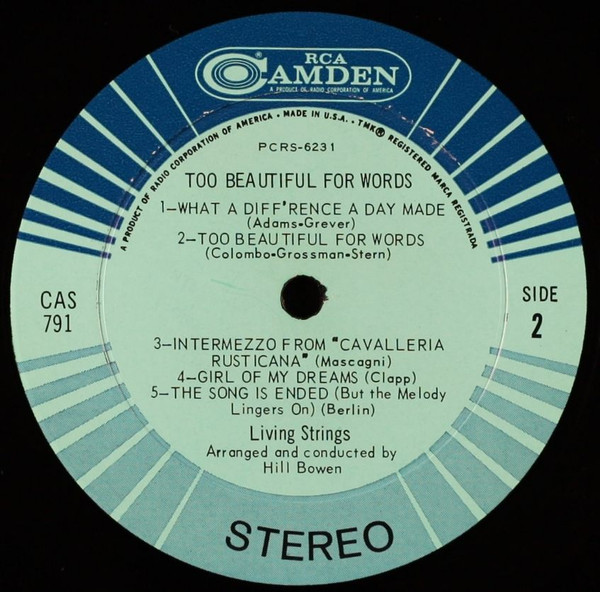 RCA
CAMDEN ®
A PRODUCT OF RADIO CORPORATION OF AMERICA
A PRODUCT OF RADIO CORPORATION OF AMERICA • MADE IN U.S.A. • TMK® REGISTERED MARCA REGISTRADA
PCRS-6231
TOO BEAUTIFUL FOR WORDS
1—WHAT A DIFF'RENCE A DAY MADE
(Adams-Grever)
2—TOO BEAUTIFUL FOR WORDS
(Colombo-Grossman-Stern)
CAS
791
SIDE
2
3—INTERMEZZO FROM "CAVALLERIA
RUSTICANA" (Mascagni)
4—GIRL OF MY DREAMS (Clapp)
5—THE SONG IS ENDED (But the Melody
Lingers On) (Berlin)
Living Strings
Arranged and conducted by
Hill Bowen
STEREO